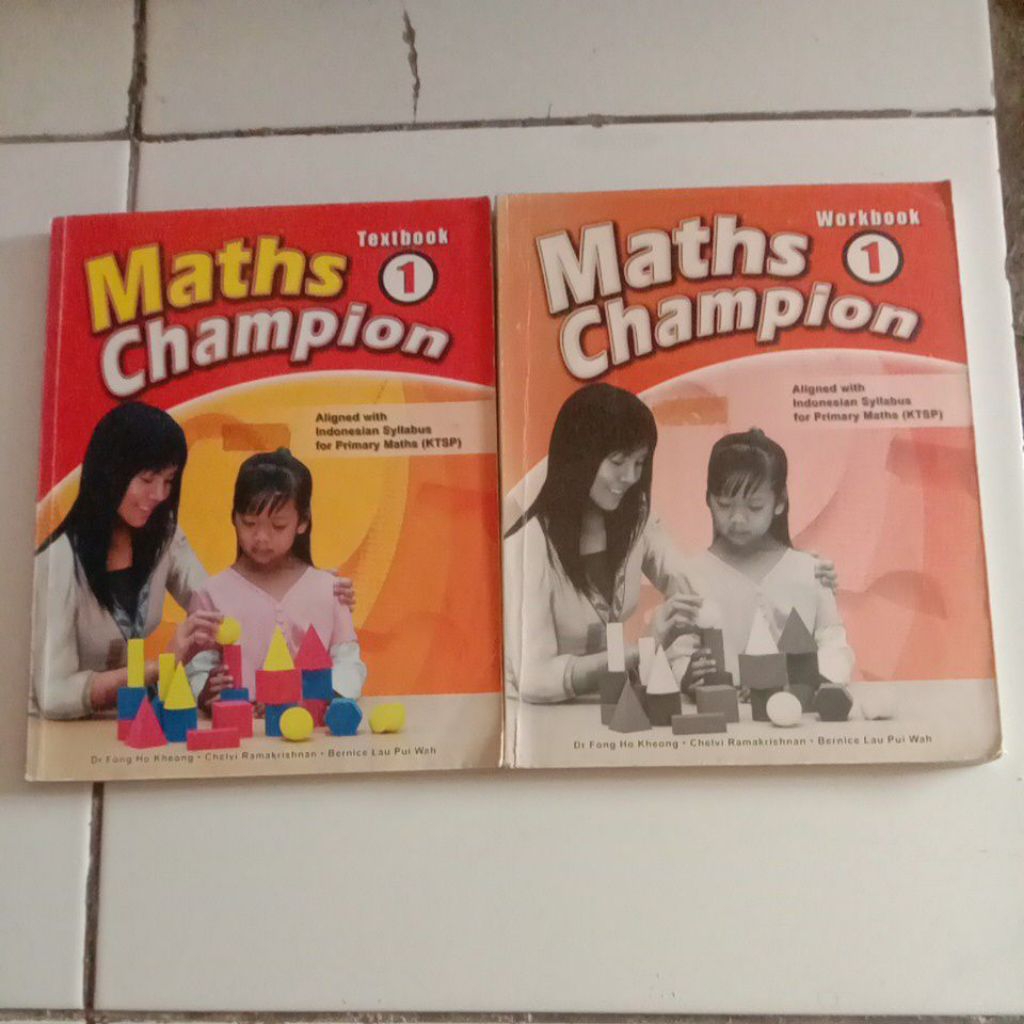 Textbook
Maths 1
Champion
Aligned with
Indonesian Syllabus
for Primary Maths (KTSP)
Dr Fong Ho Kheong • Chelvi Ramakrishnan • Bernice Lau Pui Wah
Workbook
Maths 1
Champion
Aligned with
Indonesian Syllabus
for Primary Maths (KTSP)
Dr Fong Ho Kheong • Chelvi Ramakrishnan • Bernice Lau Pui Wah